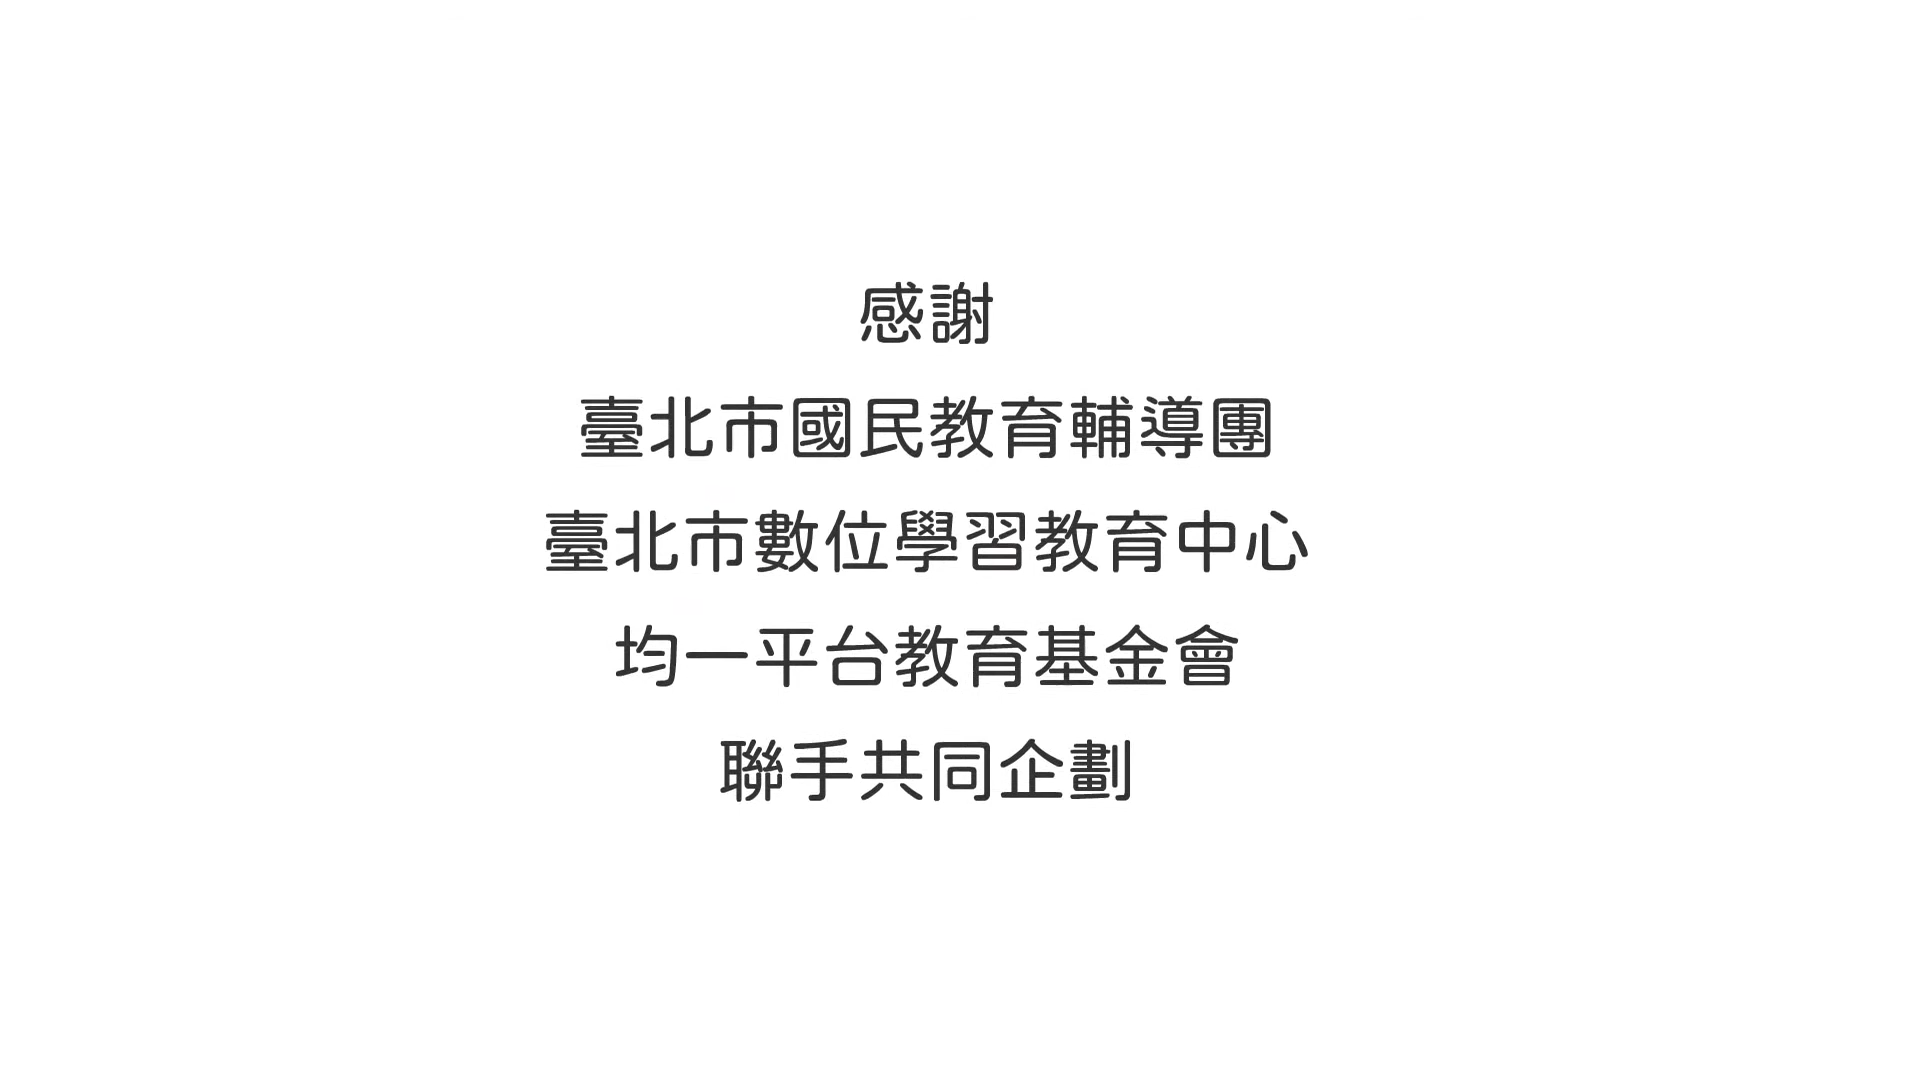 感謝
臺北市國民教育輔導團
臺北市數位學習教育中心
均一平台教育基金會
聯手共同企劃